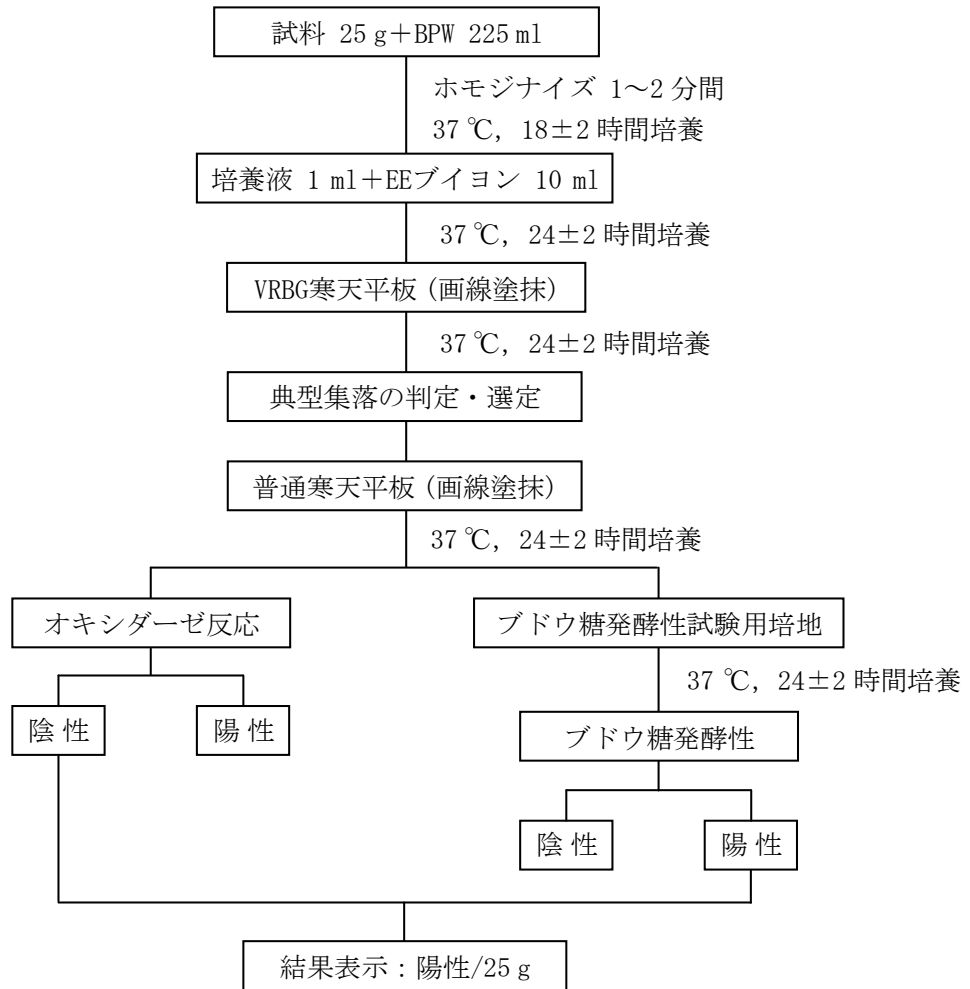 試料 25 g＋BPW 225 ml
ホモジナイズ 1～2 分間
37 ℃，18±2 時間培養
培養液 1 ml＋EEブイヨン 10 ml
37 ℃，24±2 時間培養
VRBG寒天平板（画線塗抹）
37 ℃，24±2 時間培養
典型集落の判定・選定
普通寒天平板（画線塗抹）
37 ℃，24±2 時間培養
オキシダーゼ反応
ブドウ糖発酵性試験用培地
37 ℃，24±2 時間培養
陰 性
陽 性
ブドウ糖発酵性
陰 性
陽 性
結果表示：陽性/25 g